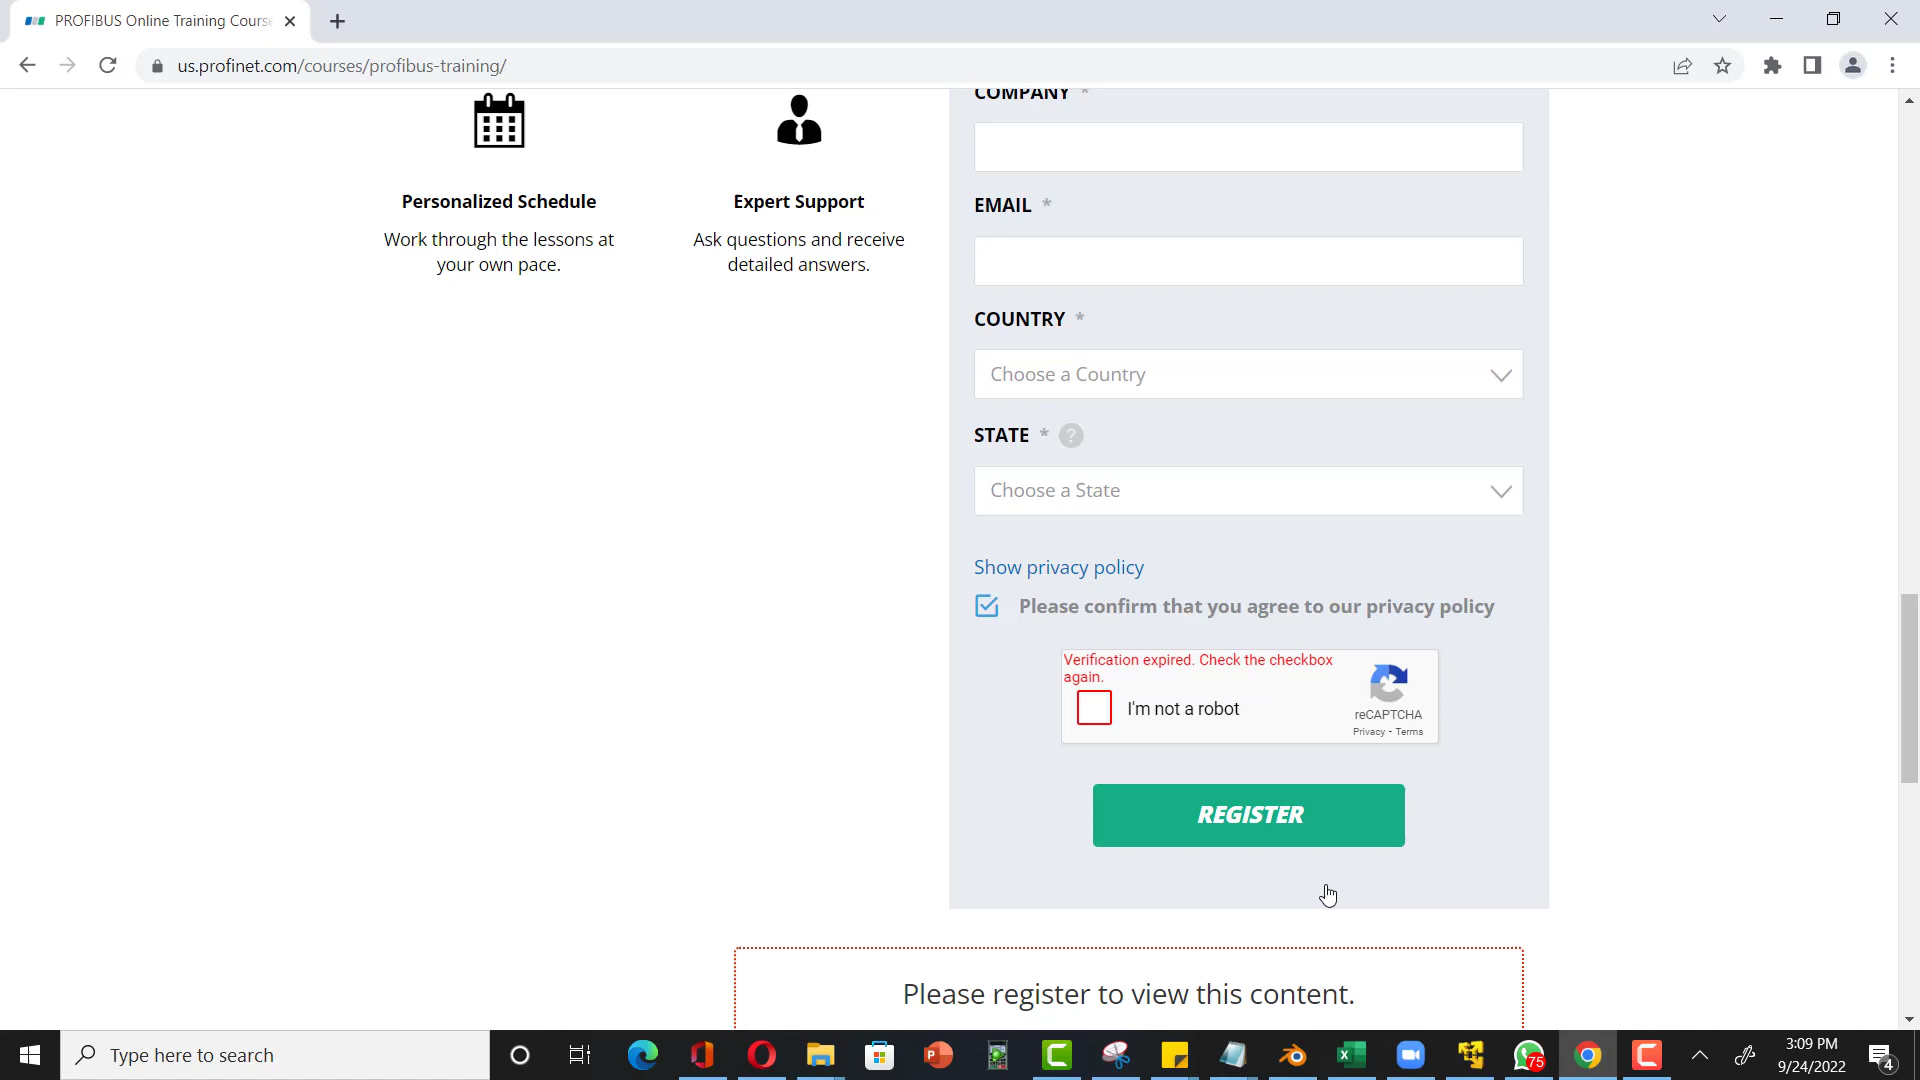 PROFIBUS Online Training Course
us.profinet.com/courses/profibus-training/
Personalized Schedule
Work through the lessons at
your own pace.
Expert Support
Ask questions and receive
detailed answers.
COMPANY *
EMAIL *
COUNTRY *
Choose a Country
STATE * ?
Choose a State
Show privacy policy
Please confirm that you agree to our privacy policy
Verification expired. Check the checkbox
again.
I'm not a robot
reCAPTCHA
Privacy - Terms
REGISTER
Please register to view this content.
Type here to search
75
3:09 PM
9/24/2022
4